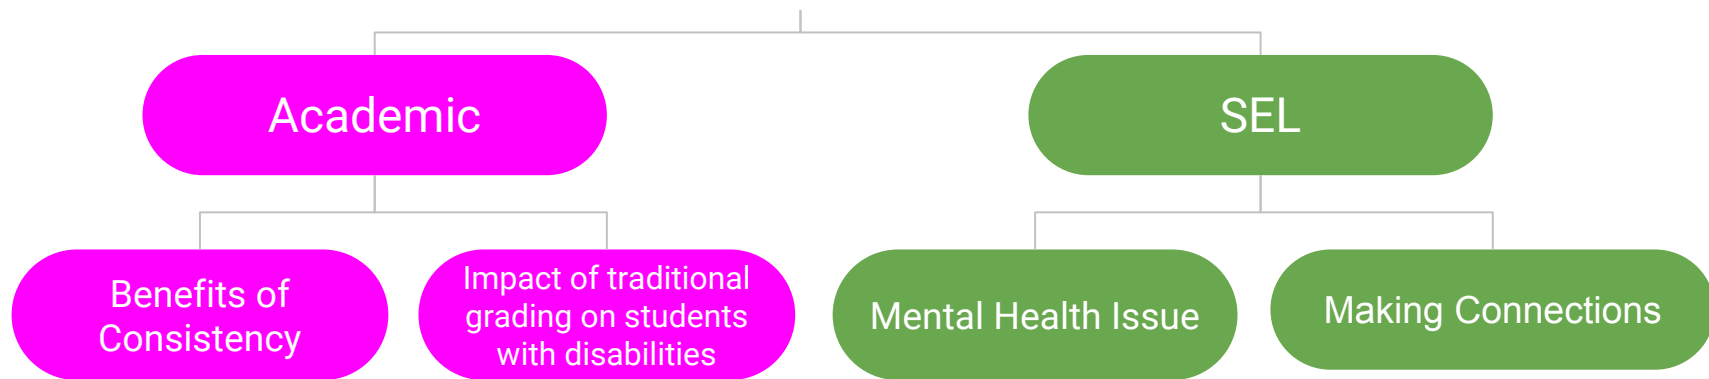 Academic
SEL
Benefits of
Consistency
Impact of traditional
grading on students
with disabilities
Mental Health Issue
Making Connections